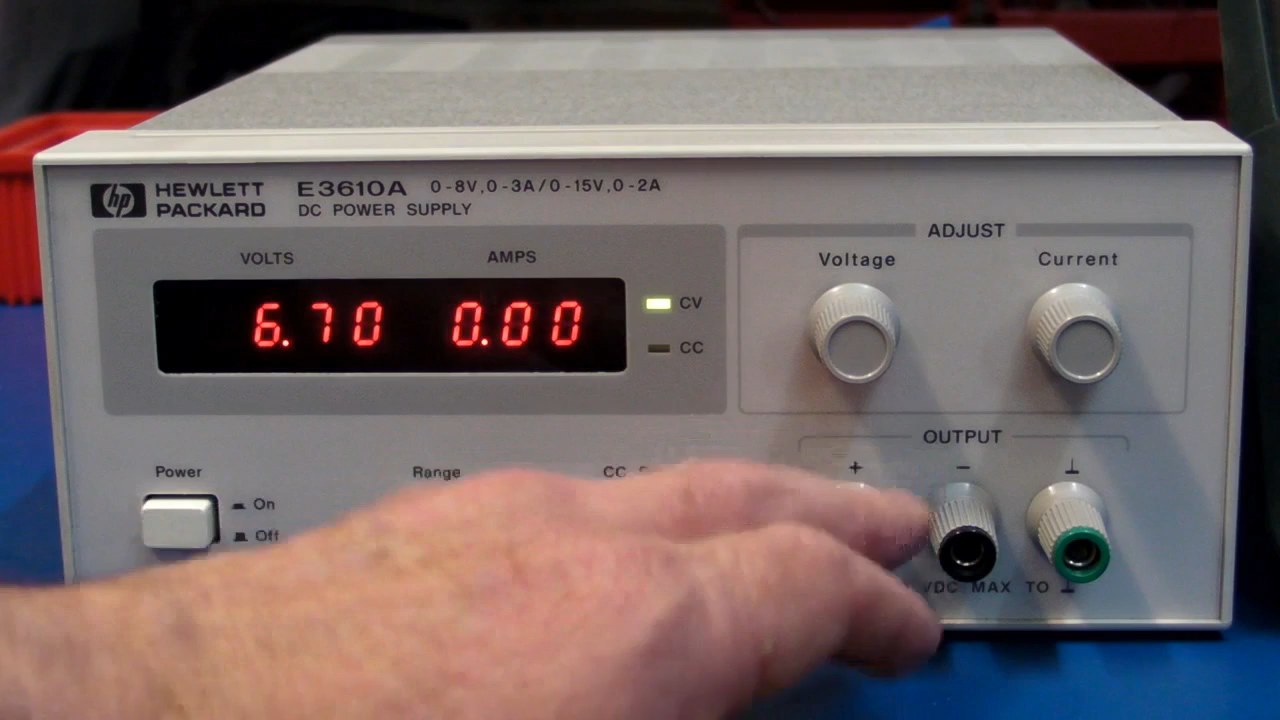 hp HEWLETT PACKARD E3610A 0-8V,0-3A/0-15V,0-2A
DC POWER SUPPLY
VOLTS AMPS
6.70 0.00
CV
CC
ADJUST
Voltage Current
OUTPUT
+ − ⊥
Power Range CC
On
Off
VDC MAX TO ⊥